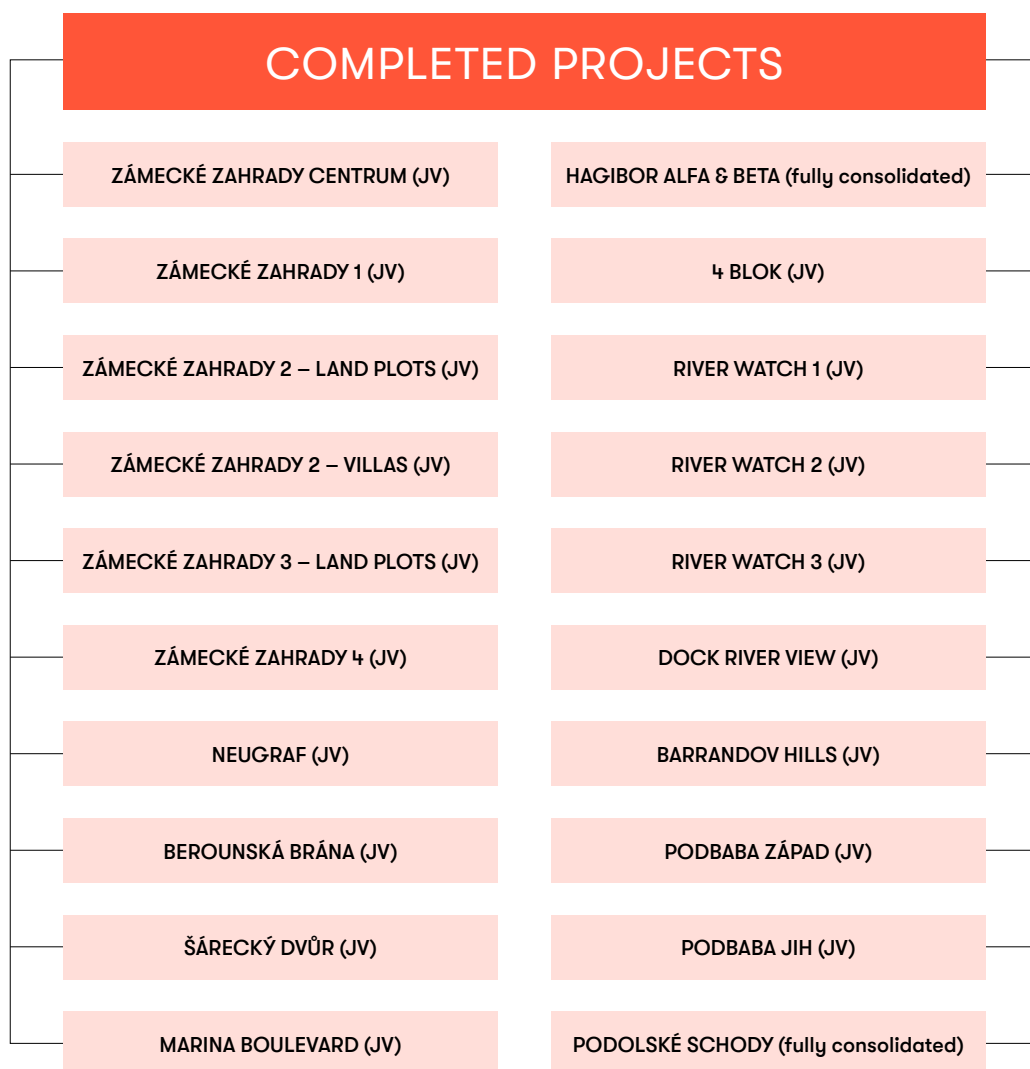 COMPLETED PROJECTS
ZÁMECKÉ ZAHRADY CENTRUM (JV)
ZÁMECKÉ ZAHRADY 1 (JV)
ZÁMECKÉ ZAHRADY 2 – LAND PLOTS (JV)
ZÁMECKÉ ZAHRADY 2 – VILLAS (JV)
ZÁMECKÉ ZAHRADY 3 – LAND PLOTS (JV)
ZÁMECKÉ ZAHRADY 4 (JV)
NEUGRAF (JV)
BEROUNSKÁ BRÁNA (JV)
ŠÁRECKÝ DVŮR (JV)
MARINA BOULEVARD (JV)
HAGIBOR ALFA & BETA (fully consolidated)
4 BLOK (JV)
RIVER WATCH 1 (JV)
RIVER WATCH 2 (JV)
RIVER WATCH 3 (JV)
DOCK RIVER VIEW (JV)
BARRANDOV HILLS (JV)
PODBABA ZÁPAD (JV)
PODBABA JIH (JV)
PODOLSKÉ SCHODY (fully consolidated)